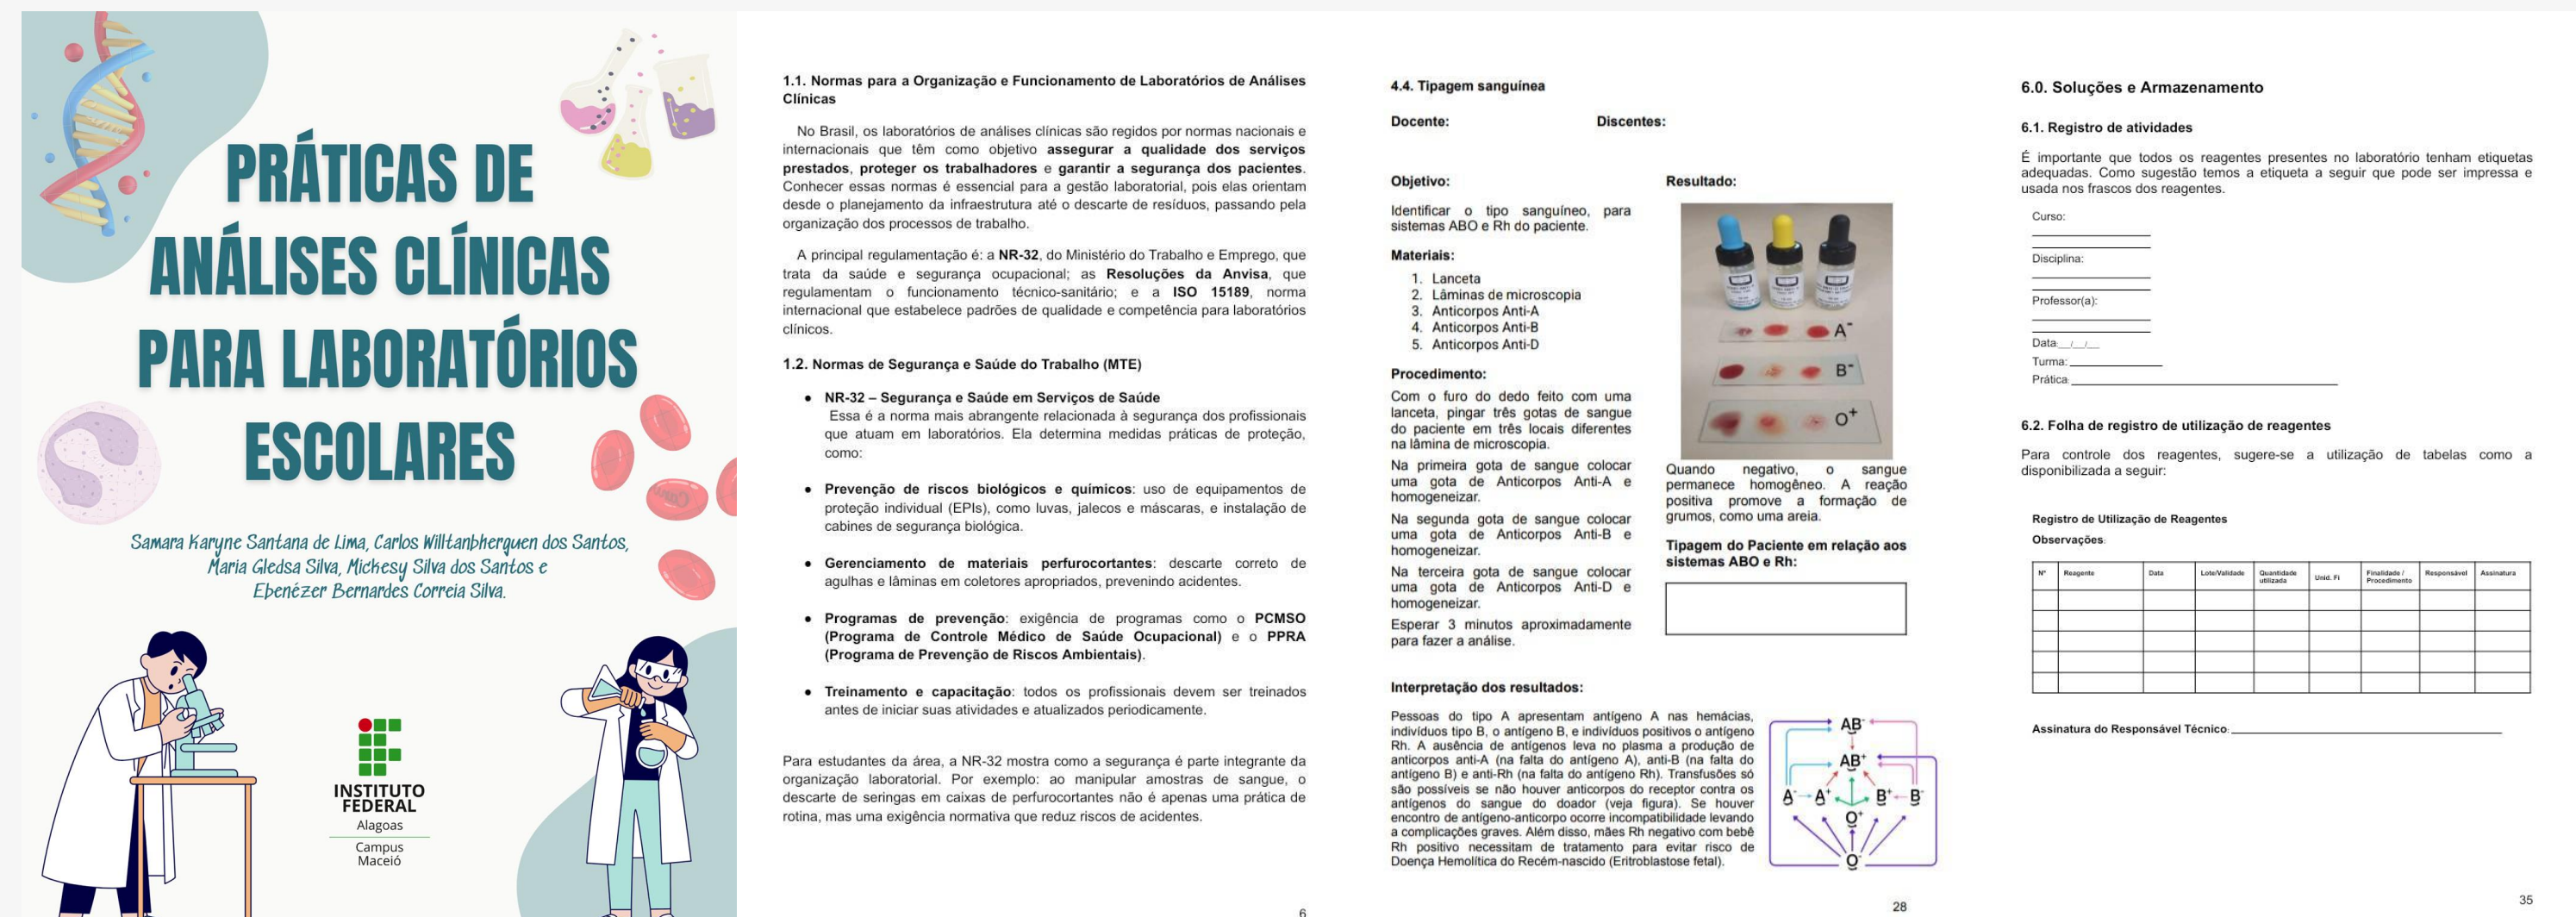 PRÁTICAS DE
ANÁLISES CLÍNICAS
PARA LABORATÓRIOS
ESCOLARES
Samara Karyne Santana de Lima, Carlos Willtanbherguen dos Santos,
Maria Gledsa Silva, Mickesy Silva dos Santos e
Ebenézer Bernardes Correia Silva.
INSTITUTO
FEDERAL
Alagoas
Campus
Maceió
1.1. Normas para a Organização e Funcionamento de Laboratórios de Análises
Clínicas
No Brasil, os laboratórios de análises clínicas são regidos por normas nacionais e
internacionais que têm como objetivo assegurar a qualidade dos serviços
prestados, proteger os trabalhadores e garantir a segurança dos pacientes.
Conhecer essas normas é essencial para a gestão laboratorial, pois elas orientam
desde o planejamento da infraestrutura até o descarte de resíduos, passando pela
organização dos processos de trabalho.
A principal regulamentação é: a NR-32, do Ministério do Trabalho e Emprego, que
trata da saúde e segurança ocupacional; as Resoluções da Anvisa, que
regulamentam o funcionamento técnico-sanitário; e a ISO 15189, norma
internacional que estabelece padrões de qualidade e competência para laboratórios
clínicos.
1.2. Normas de Segurança e Saúde do Trabalho (MTE)
● NR-32 – Segurança e Saúde em Serviços de Saúde
Essa é a norma mais abrangente relacionada à segurança dos profissionais
que atuam em laboratórios. Ela determina medidas práticas de proteção,
como:
● Prevenção de riscos biológicos e químicos: uso de equipamentos de
proteção individual (EPIs), como luvas, jalecos e máscaras, e instalação de
cabines de segurança biológica.
● Gerenciamento de materiais perfurocortantes: descarte correto de
agulhas e lâminas em coletores apropriados, prevenindo acidentes.
● Programas de prevenção: exigência de programas como o PCMSO
(Programa de Controle Médico de Saúde Ocupacional) e o PPRA
(Programa de Prevenção de Riscos Ambientais).
● Treinamento e capacitação: todos os profissionais devem ser treinados
antes de iniciar suas atividades e atualizados periodicamente.
Para estudantes da área, a NR-32 mostra como a segurança é parte integrante da
organização laboratorial. Por exemplo: ao manipular amostras de sangue, o
descarte de seringas em caixas de perfurocortantes não é apenas uma prática de
rotina, mas uma exigência normativa que reduz riscos de acidentes.
6
4.4. Tipagem sanguínea
Docente: Discentes:
Objetivo:
Identificar o tipo sanguíneo, para
sistemas ABO e Rh do paciente.
Materiais:
1. Lanceta
2. Lâminas de microscopia
3. Anticorpos Anti-A
4. Anticorpos Anti-B
5. Anticorpos Anti-D
Procedimento:
Com o furo do dedo feito com uma
lanceta, pingar três gotas de sangue
do paciente em três locais diferentes
na lâmina de microscopia.
Na primeira gota de sangue colocar
uma gota de Anticorpos Anti-A e
homogeneizar.
Na segunda gota de sangue colocar
uma gota de Anticorpos Anti-B e
homogeneizar.
Na terceira gota de sangue colocar
uma gota de Anticorpos Anti-D e
homogeneizar.
Esperar 3 minutos aproximadamente
para fazer a análise.
Resultado:
A-
B-
O+
Quando negativo, o sangue
permanece homogêneo. A reação
positiva promove a formação de
grumos, como uma areia.
Tipagem do Paciente em relação aos
sistemas ABO e Rh:
Interpretação dos resultados:
Pessoas do tipo A apresentam antígeno A nas hemácias,
indivíduos tipo B, o antígeno B, e indivíduos positivos o antígeno
Rh. A ausência de antígenos leva no plasma a produção de
anticorpos anti-A (na falta do antígeno A), anti-B (na falta do
antígeno B) e anti-Rh (na falta do antígeno Rh). Transfusões só
são possíveis se não houver anticorpos do receptor contra os
antígenos do sangue do doador (veja figura). Se houver
encontro de antígeno-anticorpo ocorre incompatibilidade levando
a complicações graves. Além disso, mães Rh negativo com bebê
Rh positivo necessitam de tratamento para evitar risco de
Doença Hemolítica do Recém-nascido (Eritroblastose fetal).
AB-
AB+
A- A+ B+ B-
O+
O-
28
6.0. Soluções e Armazenamento
6.1. Registro de atividades
É importante que todos os reagentes presentes no laboratório tenham etiquetas
adequadas. Como sugestão temos a etiqueta a seguir que pode ser impressa e
usada nos frascos dos reagentes.
Curso:
Disciplina:
Professor(a):
Data:__/__/__
Turma:
Prática:
6.2. Folha de registro de utilização de reagentes
Para controle dos reagentes, sugere-se a utilização de tabelas como a
disponibilizada a seguir:
Registro de Utilização de Reagentes
Observações:
N° Reagente Data Lote/Validade Quantidade utilizada Unid. Fi Finalidade / Procedimento Responsável Assinatura
Assinatura do Responsável Técnico:
35